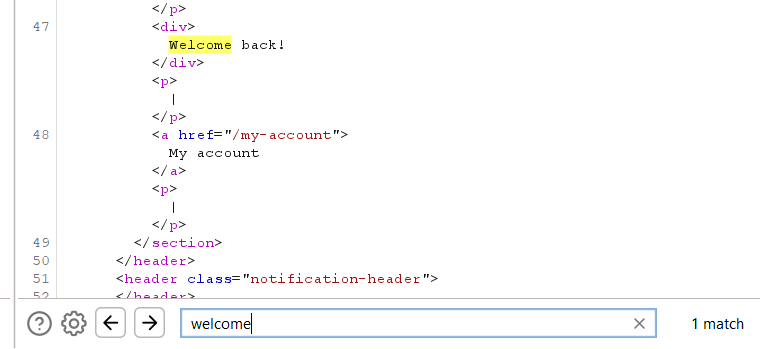 </p>
47 <div>
Welcome back!
</div>
<p>
|
</p>
48 <a href="/my-account">
My account
</a>
<p>
|
</p>
49 </section>
50 </header>
51 <header class="notification-header">
52 </header>
welcome 1 match